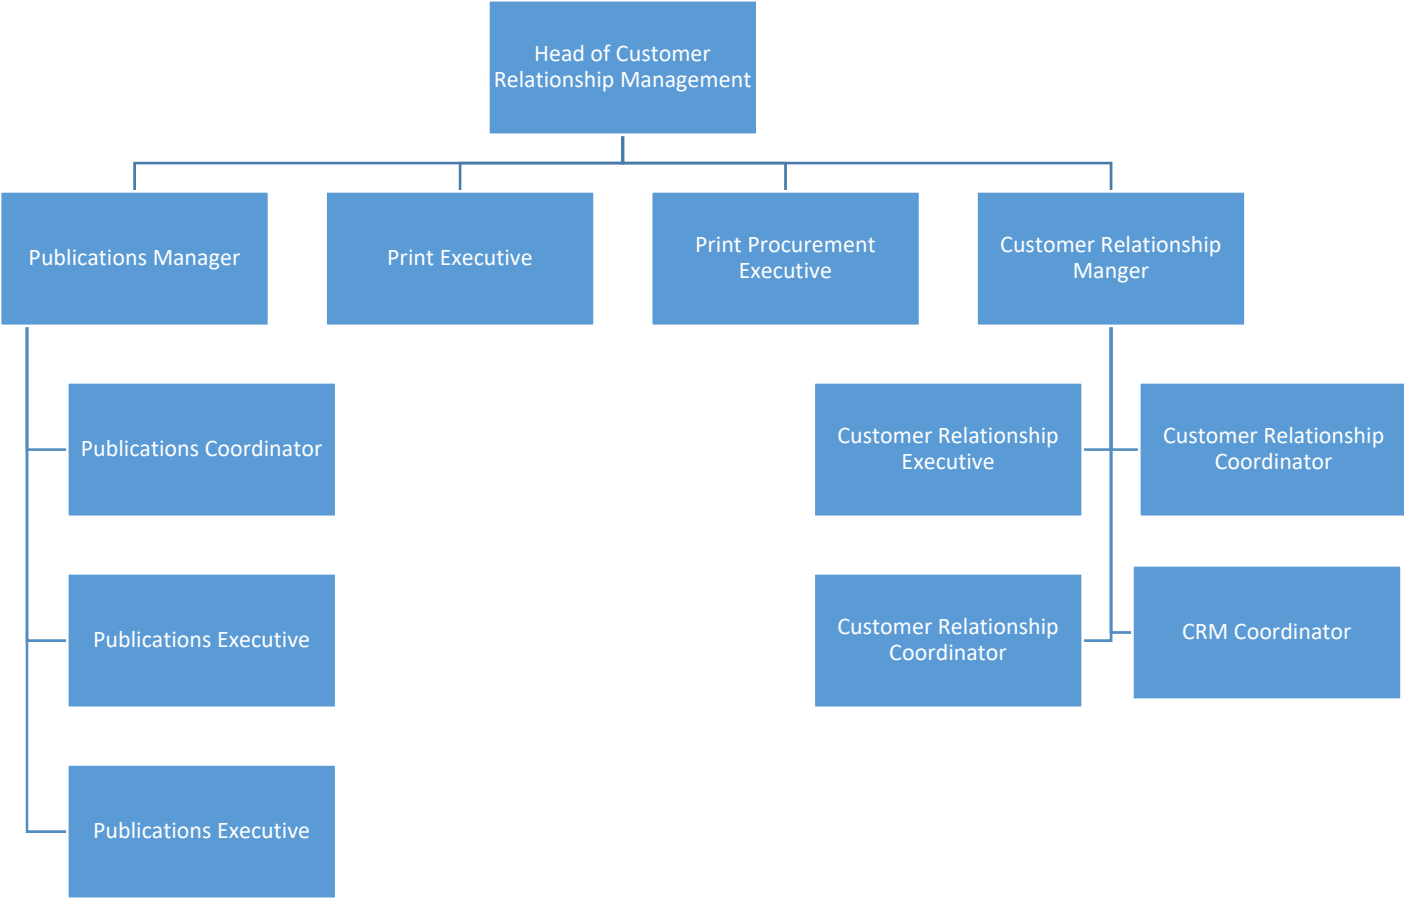 Head of Customer
Relationship Management
Publications Manager
Print Executive
Print Procurement
Executive
Customer Relationship
Manger
Publications Coordinator
Customer Relationship
Executive
Customer Relationship
Coordinator
Publications Executive
Customer Relationship
Coordinator
CRM Coordinator
Publications Executive